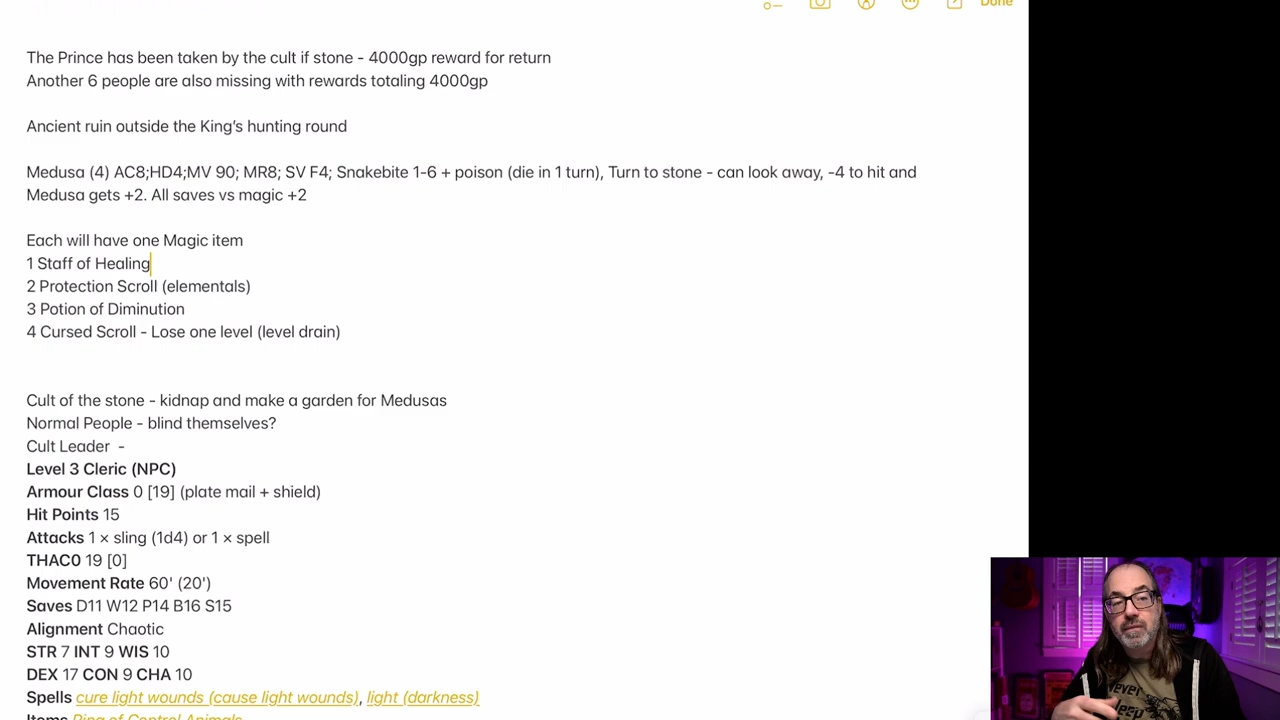 Done
The Prince has been taken by the cult if stone - 4000gp reward for return
Another 6 people are also missing with rewards totaling 4000gp
Ancient ruin outside the King's hunting round
Medusa (4) AC8;HD4;MV 90; MR8; SV F4; Snakebite 1-6 + poison (die in 1 turn), Turn to stone - can look away, -4 to hit and
Medusa gets +2. All saves vs magic +2
Each will have one Magic item
1 Staff of Healing
2 Protection Scroll (elementals)
3 Potion of Diminution
4 Cursed Scroll - Lose one level (level drain)
Cult of the stone - kidnap and make a garden for Medusas
Normal People - blind themselves?
Cult Leader -
Level 3 Cleric (NPC)
Armour Class 0 [19] (plate mail + shield)
Hit Points 15
Attacks 1 × sling (1d4) or 1 × spell
THAC0 19 [0]
Movement Rate 60' (20')
Saves D11 W12 P14 B16 S15
Alignment Chaotic
STR 7 INT 9 WIS 10
DEX 17 CON 9 CHA 10
Spells cure light wounds (cause light wounds), light (darkness)
Items Ring of Control Animals
Never